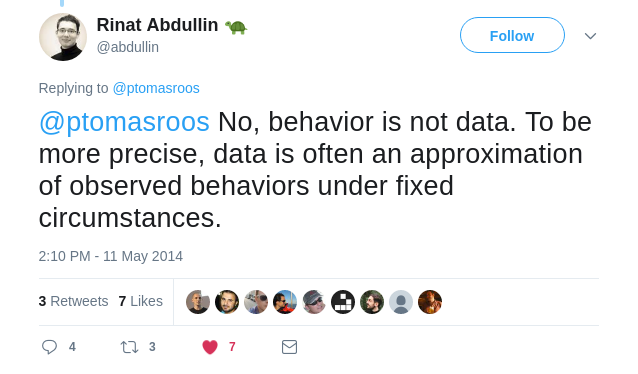 Rinat Abdullin 🐢
@abdullin
Follow
Replying to @ptomasroos
@ptomasroos No, behavior is not data. To be
more precise, data is often an approximation
of observed behaviors under fixed
circumstances.
2:10 PM - 11 May 2014
3 Retweets 7 Likes
4 3 7